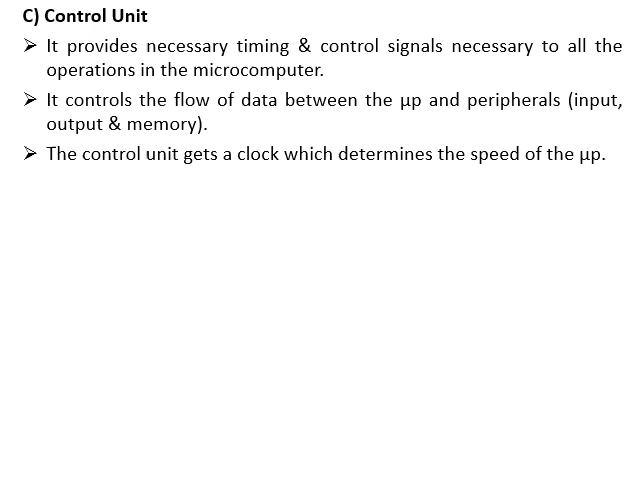 C) Control Unit
➢ It provides necessary timing & control signals necessary to all the
operations in the microcomputer.
➢ It controls the flow of data between the µp and peripherals (input,
output & memory).
➢ The control unit gets a clock which determines the speed of the µp.